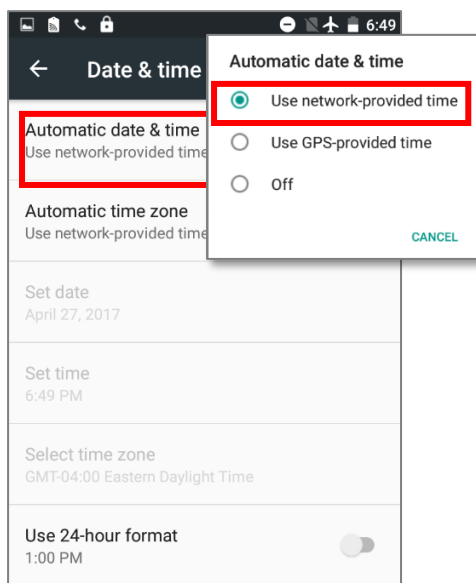 6:49
Date & time
Automatic date & time
Use network-provided time
Automatic time zone
Use network-provided time
Set date
April 27, 2017
Set time
6:49 PM
Select time zone
GMT-04:00 Eastern Daylight Time
Use 24-hour format
1:00 PM
Automatic date & time
Use network-provided time
Use GPS-provided time
Off
CANCEL